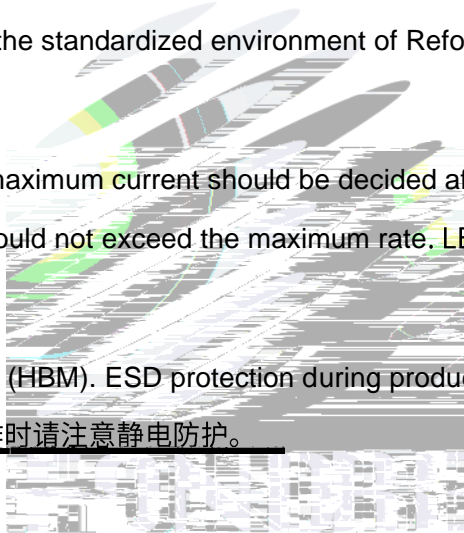 the standardized environment of Refo
maximum current should be decided af
ould not exceed the maximum rate. LE
(HBM). ESD protection during produc
时请注意静电防护。